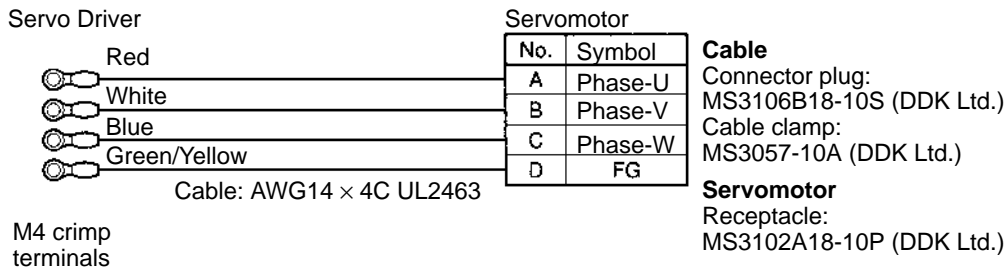 Servo Driver
Servomotor
Red
White
Blue
Green/Yellow
Cable: AWG14 × 4C UL2463
M4 crimp
terminals
No. Symbol
A Phase-U
B Phase-V
C Phase-W
D FG
Cable
Connector plug:
MS3106B18-10S (DDK Ltd.)
Cable clamp:
MS3057-10A (DDK Ltd.)
Servomotor
Receptacle:
MS3102A18-10P (DDK Ltd.)